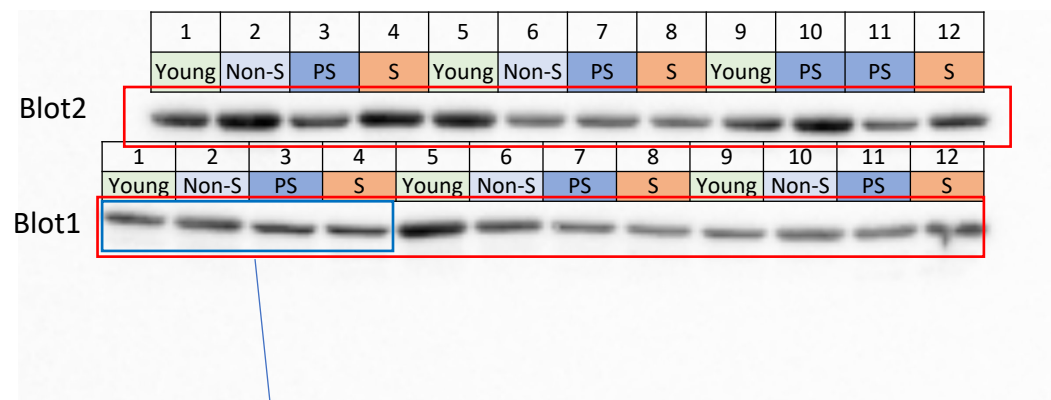 1 2 3 4 5 6 7 8 9 10 11 12
Young Non-S PS S Young Non-S PS S Young PS PS S
Blot2
1 2 3 4 5 6 7 8 9 10 11 12
Young Non-S PS S Young Non-S PS S Young Non-S PS S
Blot1